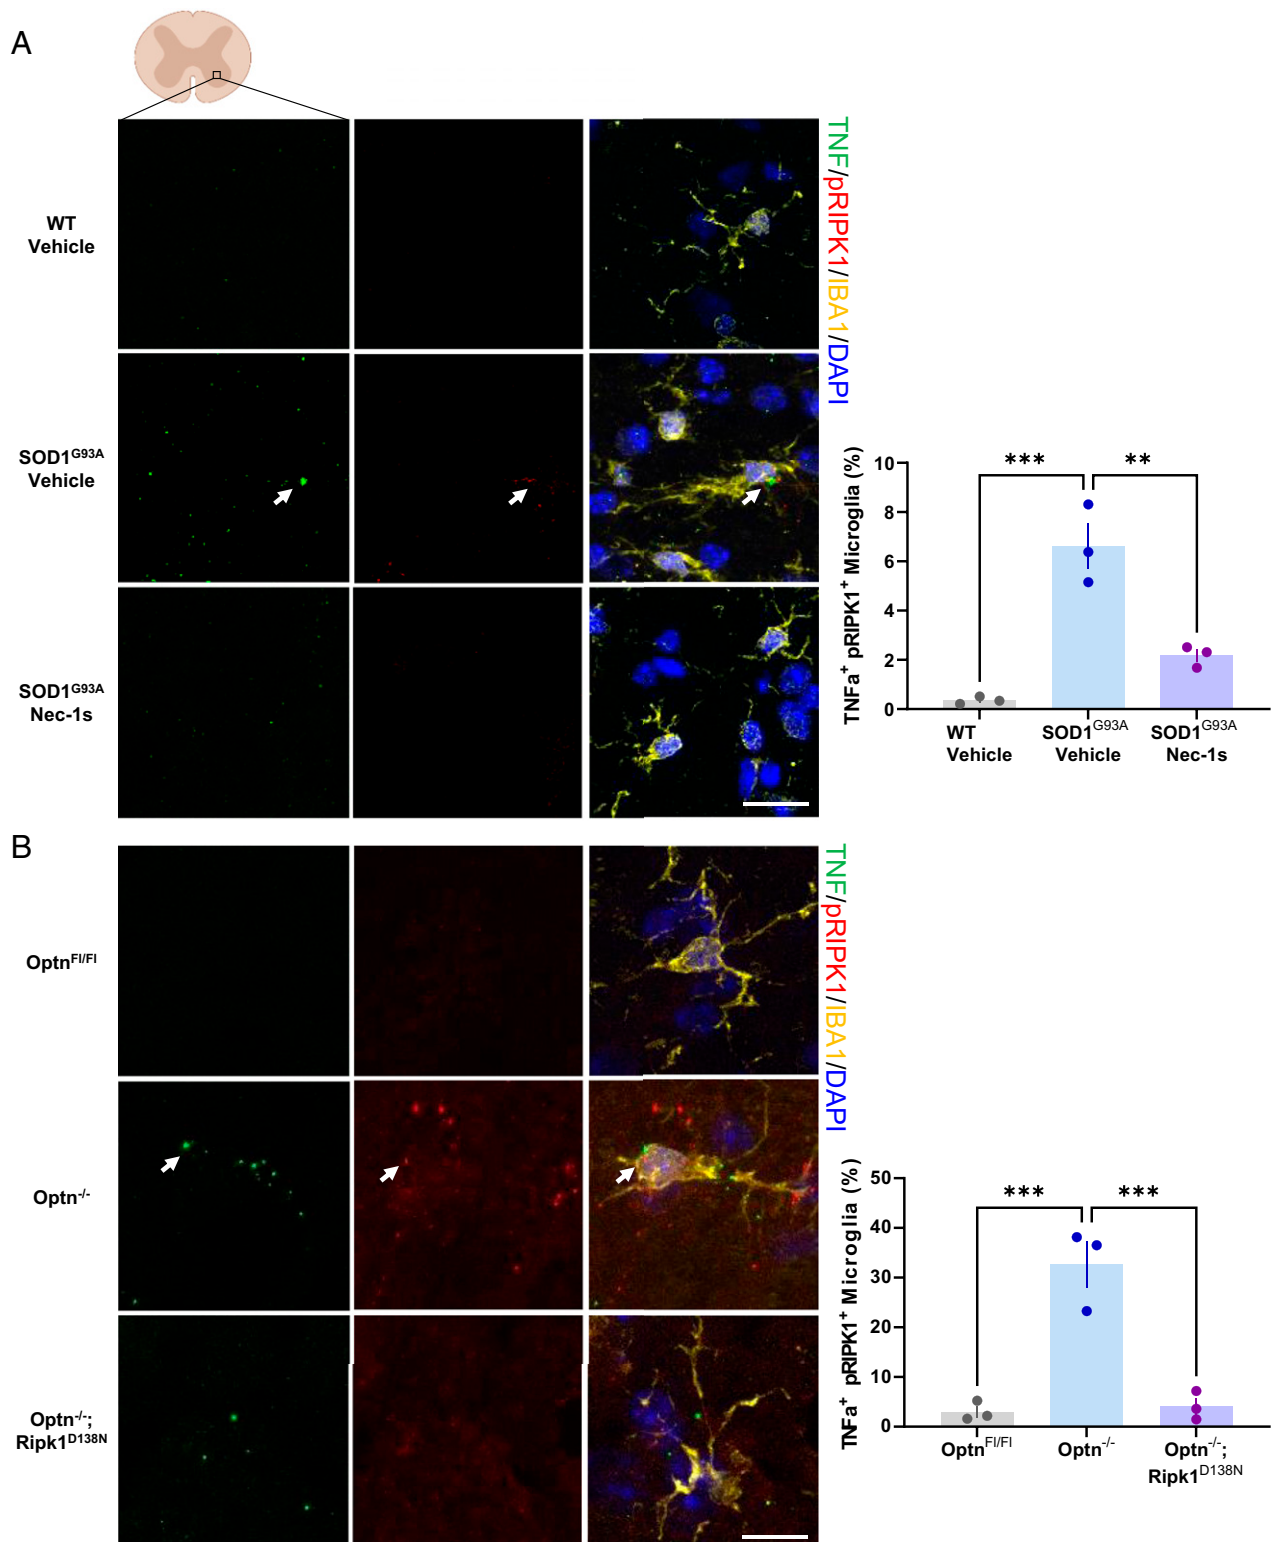 A
WT
Vehicle
SOD1G93A
Vehicle
SOD1G93A
Nec-1s
TNF/pRIPK1/IBA1/DAPI
TNFa+ pRIPK1+ Microglia (%)
10
8
6
4
2
0
***
**
WT
Vehicle
SOD1G93A
Vehicle
SOD1G93A
Nec-1s
B
OptnFl/Fl
Optn-/-
Optn-/-;
Ripk1D138N
TNF/pRIPK1/IBA1/DAPI
TNFa+ pRIPK1+ Microglia (%)
50
40
30
20
10
0
***
***
OptnFl/Fl
Optn-/-
Optn-/-;
Ripk1D138N